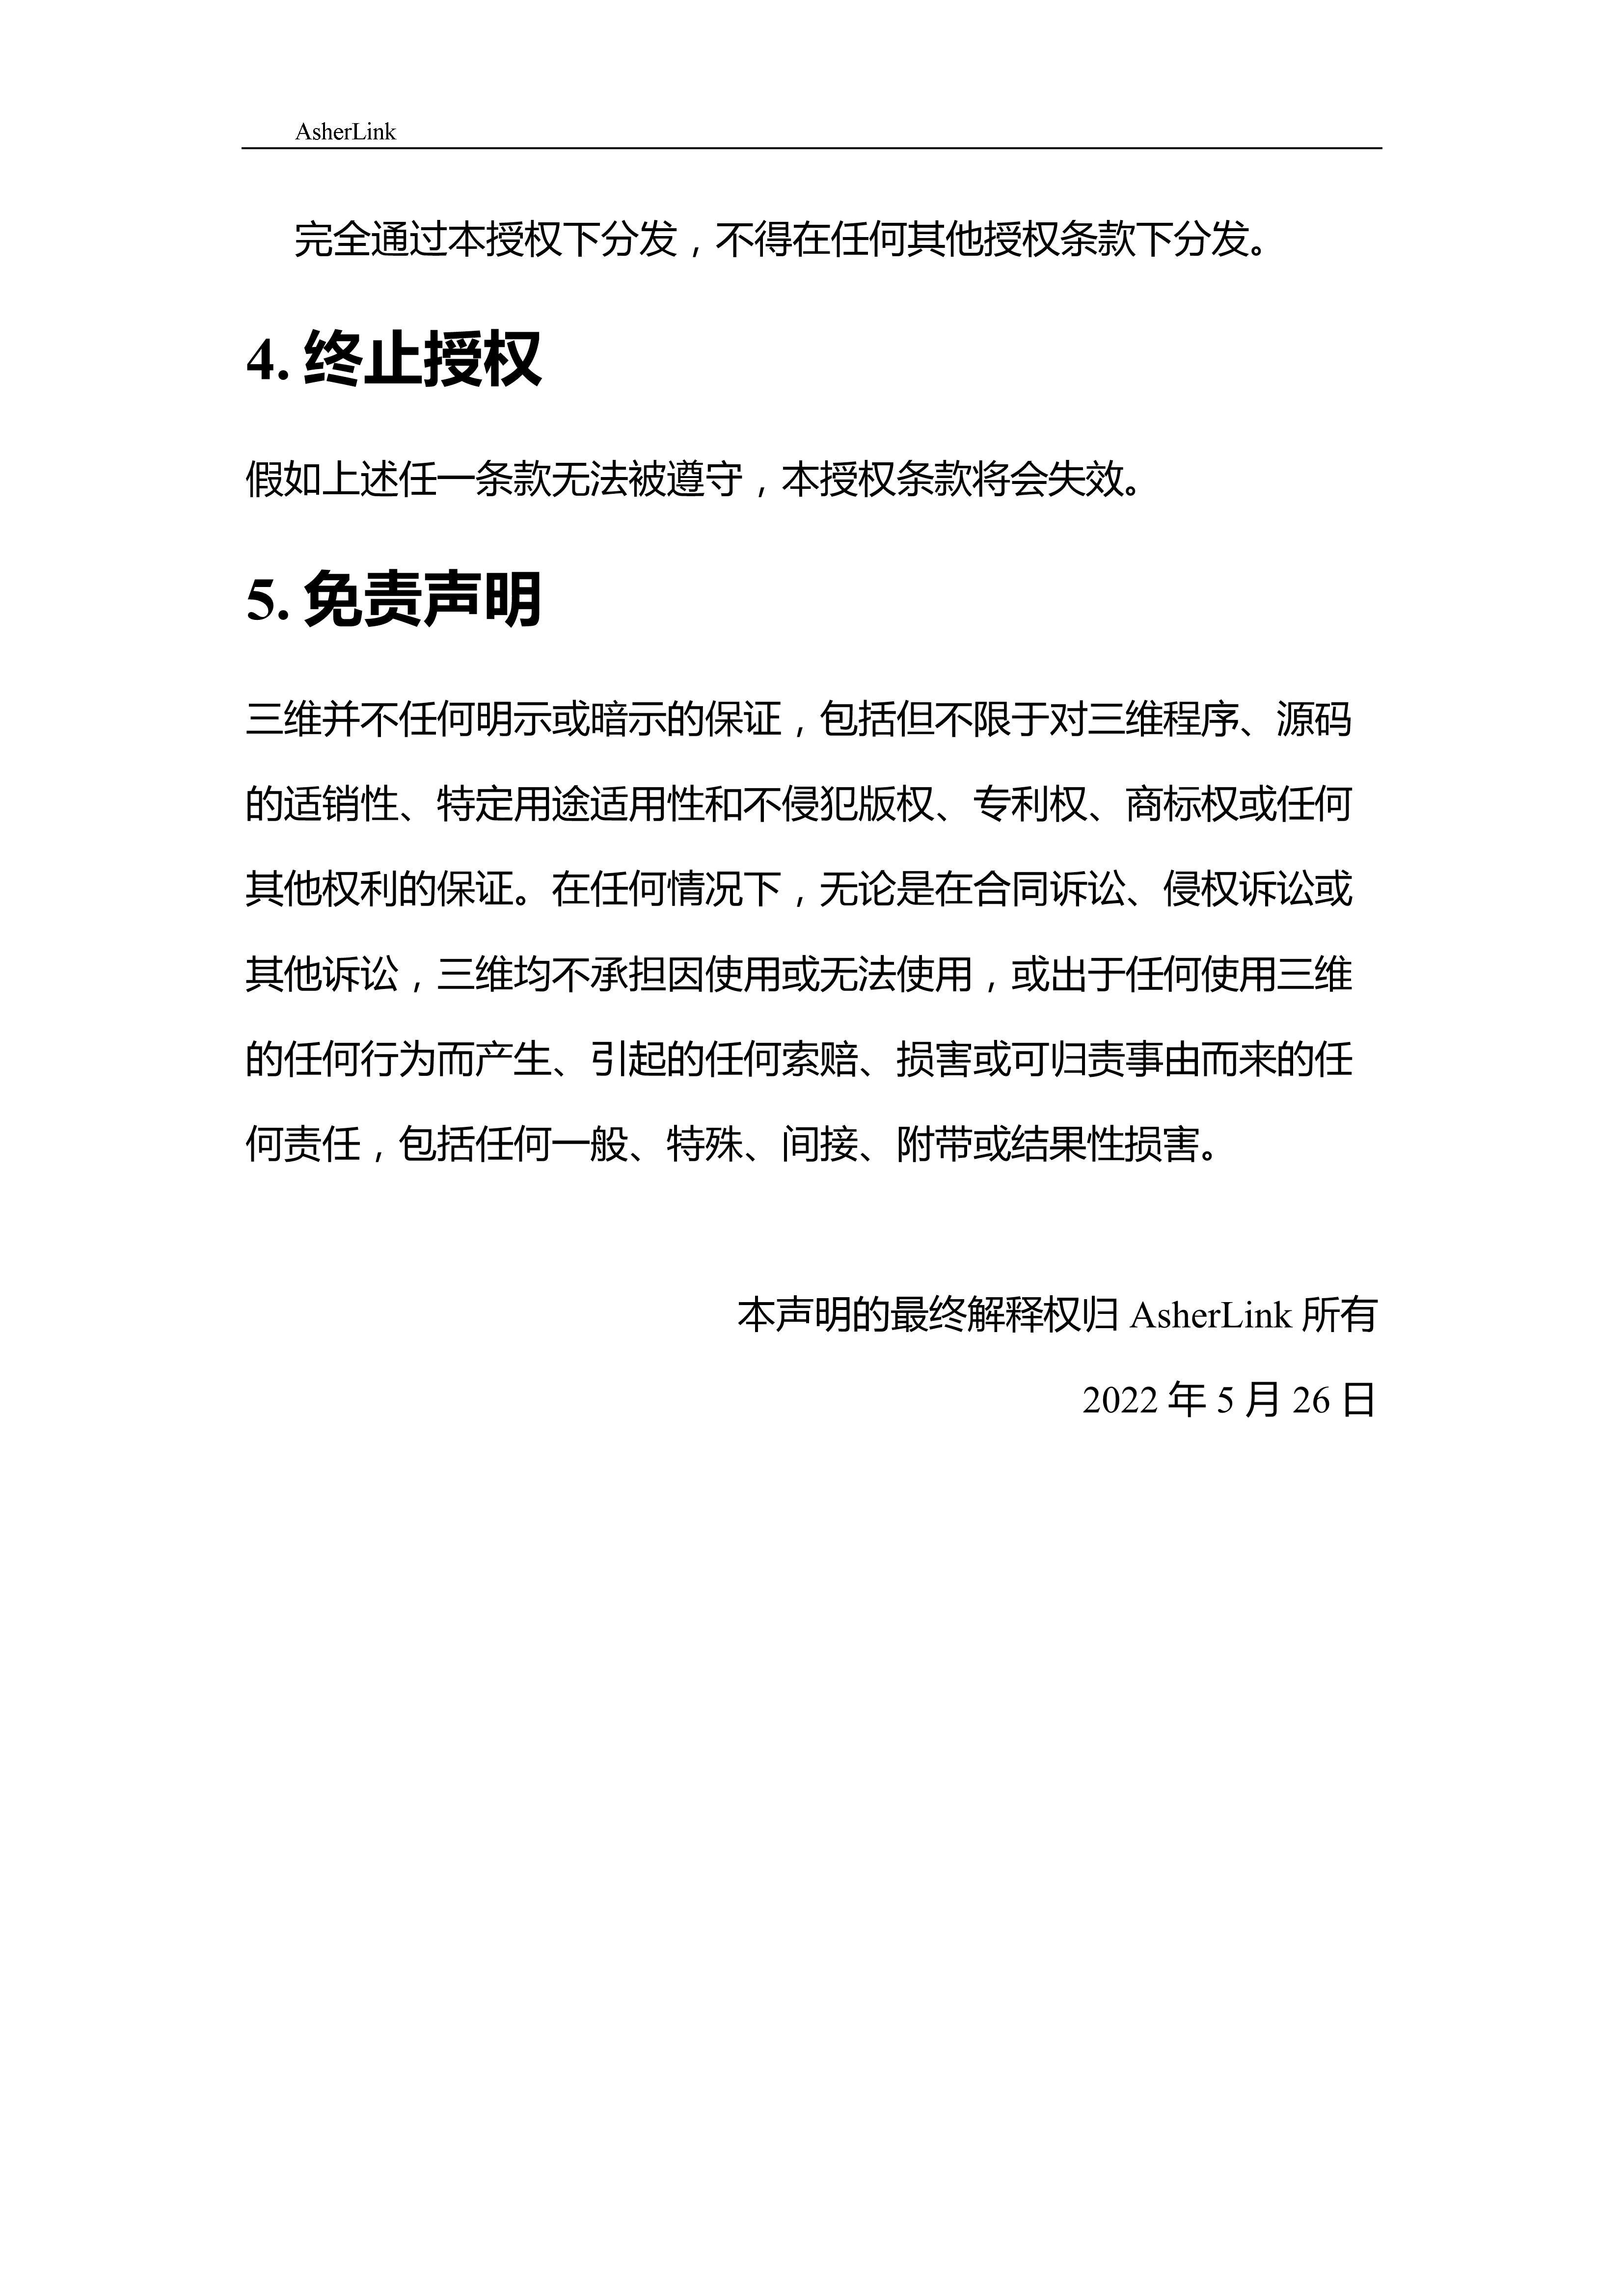 AsherLink
完全通过本授权下分发，不得在任何其他授权条款下分发。
4. 终止授权
假如上述任一条款无法被遵守，本授权条款将会失效。
5. 免责声明
三维并不任何明示或暗示的保证，包括但不限于对三维程序、源码
的适销性、特定用途适用性和不侵犯版权、专利权、商标权或任何
其他权利的保证。在任何情况下，无论是在合同诉讼、侵权诉讼或
其他诉讼，三维均不承担因使用或无法使用，或出于任何使用三维
的任何行为而产生、引起的任何索赔、损害或可归责事由而来的任
何责任，包括任何一般、特殊、间接、附带或结果性损害。
本声明的最终解释权归 AsherLink 所有
2022 年 5 月 26 日